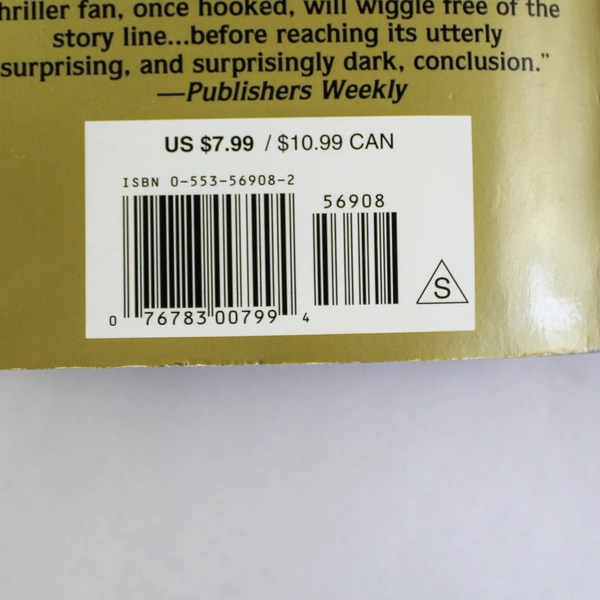 thriller fan, once hooked, will wiggle free of the
story line...before reaching its utterly
surprising, and surprisingly dark, conclusion."
—Publishers Weekly
US $7.99 / $10.99 CAN
ISBN 0-553-56908-2
56908
S
0 76783 00799 4